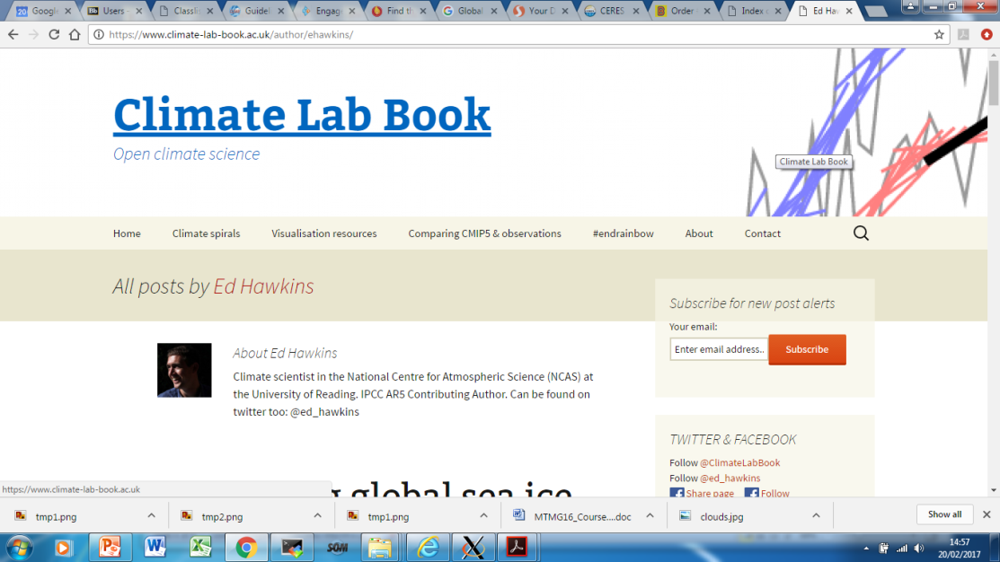 20 Google
Users -
Classi
Guidel
Engag
Find th
Global
Your D
CERES
Order
Index o
Ed Haw
https://www.climate-lab-book.ac.uk/author/ehawkins/
Climate Lab Book
Open climate science
Climate Lab Book
Home Climate spirals Visualisation resources Comparing CMIP5 & observations #endrainbow About Contact
All posts by Ed Hawkins
Subscribe for new post alerts
Your email:
Enter email address.. Subscribe
About Ed Hawkins
Climate scientist in the National Centre for Atmospheric Science (NCAS) at
the University of Reading. IPCC AR5 Contributing Author. Can be found on
twitter too: @ed_hawkins
TWITTER & FACEBOOK
Follow @ClimateLabBook
Follow @ed_hawkins
Share page Follow
global sea ice
https://www.climate-lab-book.ac.uk
tmp1.png tmp2.png tmp1.png MTMG16_Course....doc clouds.jpg Show all
SQM
14:57
20/02/2017